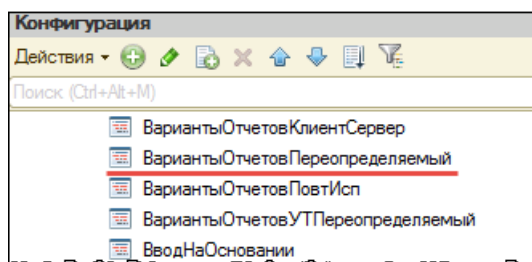 Конфигурация
Действия
Поиск (Ctrl+Alt+M)
ВариантыОтчетовКлиентСервер
ВариантыОтчетовПереопределяемый
ВариантыОтчетовПовтИсп
ВариантыОтчетовУТПереопределяемый
ВводНаОсновании